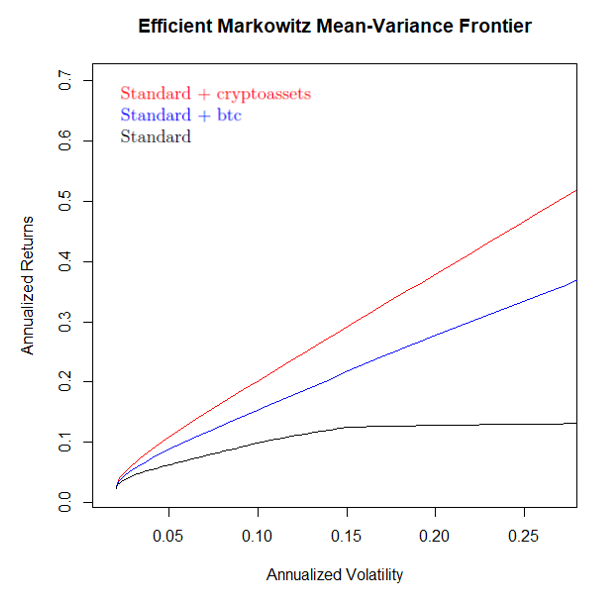 Efficient Markowitz Mean-Variance Frontier
Standard + cryptoassets
Standard + btc
Standard
Annualized Returns
0.7
0.6
0.5
0.4
0.3
0.2
0.1
0.0
0.05 0.10 0.15 0.20 0.25
Annualized Volatility